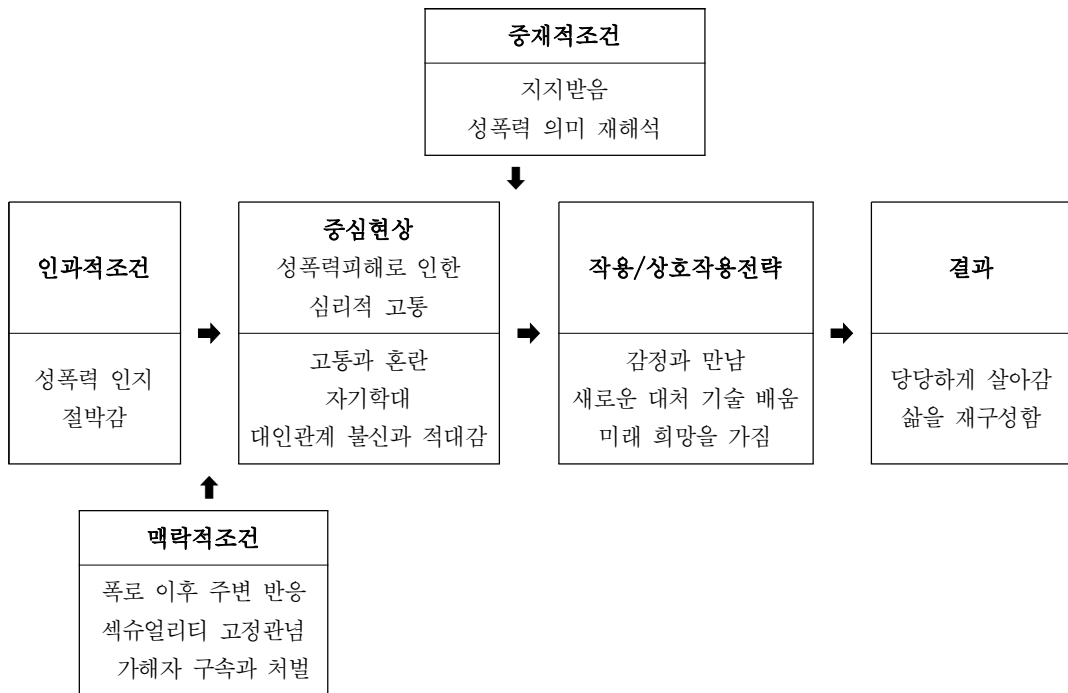 중재적조건
지지받음
성폭력 의미 재해석
인과적조건
성폭력 인지
절박감
중심현상
성폭력피해로 인한
심리적 고통
고통과 혼란
자기학대
대인관계 불신과 적대감
작용/상호작용전략
감정과 만남
새로운 대처 기술 배움
미래 희망을 가짐
결과
당당하게 살아감
삶을 재구성함
맥락적조건
폭로 이후 주변 반응
섹슈얼리티 고정관념
가해자 구속과 처벌